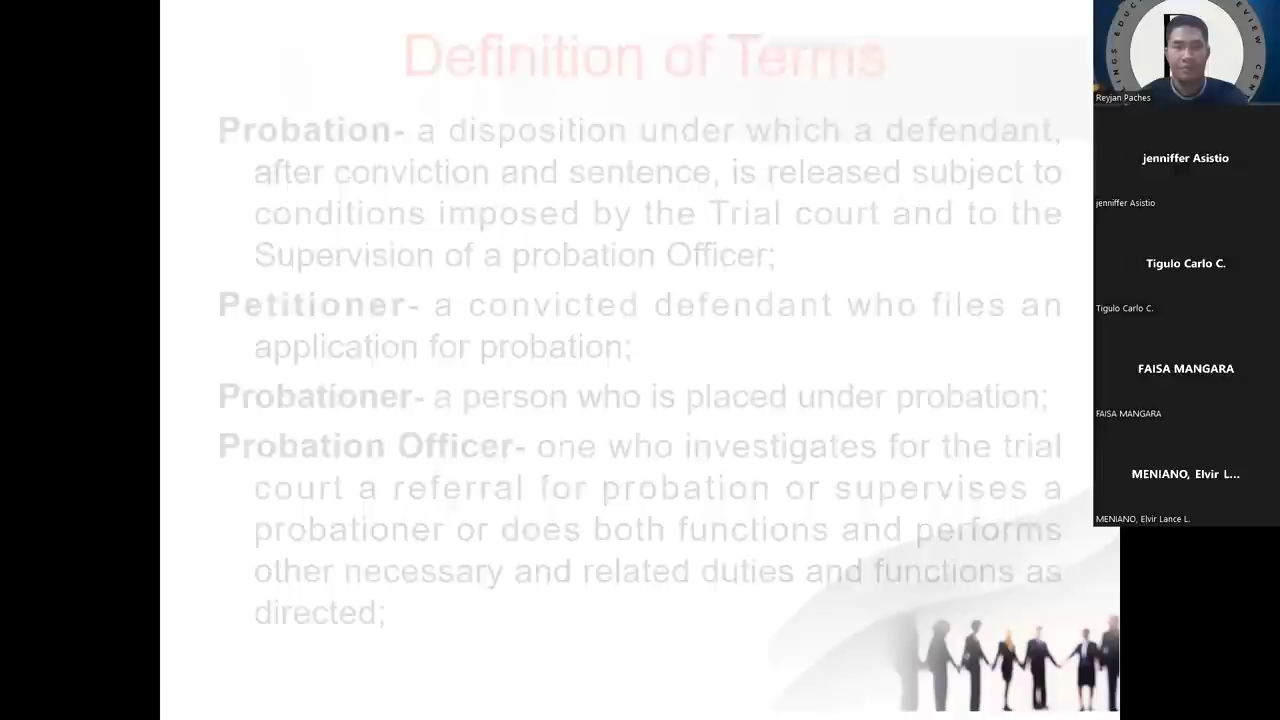 Definition of Terms
Probation- a disposition under which a defendant,
after conviction and sentence, is released subject to
conditions imposed by the Trial court and to the
Supervision of a probation Officer;
Petitioner- a convicted defendant who files an
application for probation;
Probationer- a person who is placed under probation;
Probation Officer- one who investigates for the trial
court a referral for probation or supervises a
probationer or does both functions and performs
other necessary and related duties and functions as
directed;
Reyjan Paches
jenniffer Asistio
jenniffer Asistio
Tigulo Carlo C.
Tigulo Carlo C.
FAISA MANGARA
FAISA MANGARA
MENIANO, Elvir L...
MENIANO, Elvir Lance L.